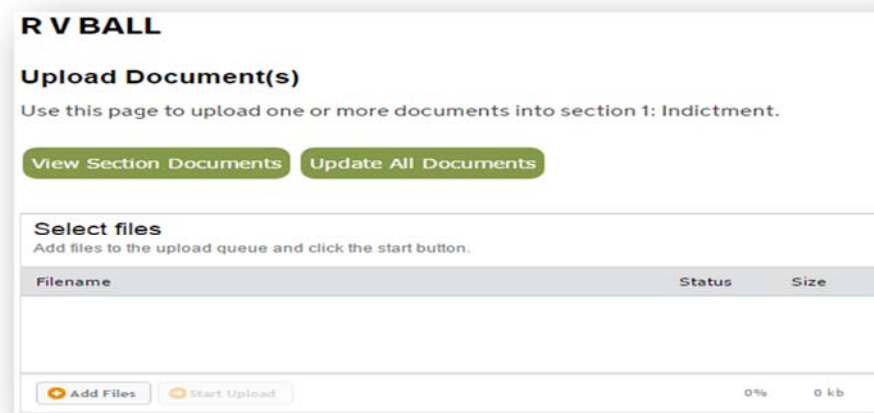 R V BALL
Upload Document(s)
Use this page to upload one or more documents into section 1: Indictment.
View Section Documents Update All Documents
Select files
Add files to the upload queue and click the start button.
Filename Status Size
Add Files Start Upload 0% 0 kb